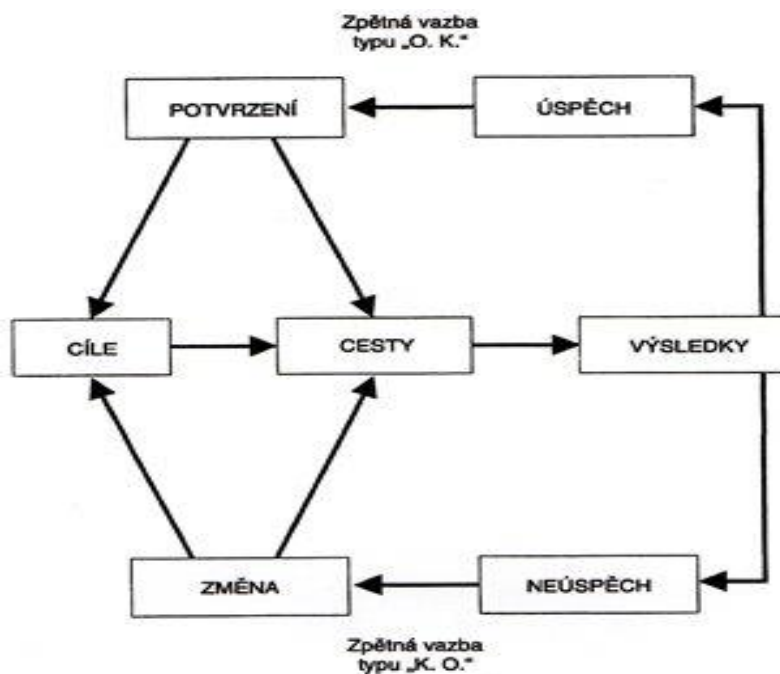 Zpětná vazba
typu „O. K.“
POTVRZENÍ
ÚSPĚCH
CÍLE
CESTY
VÝSLEDKY
ZMĚNA
NEÚSPĚCH
Zpětná vazba
typu „K. O.“